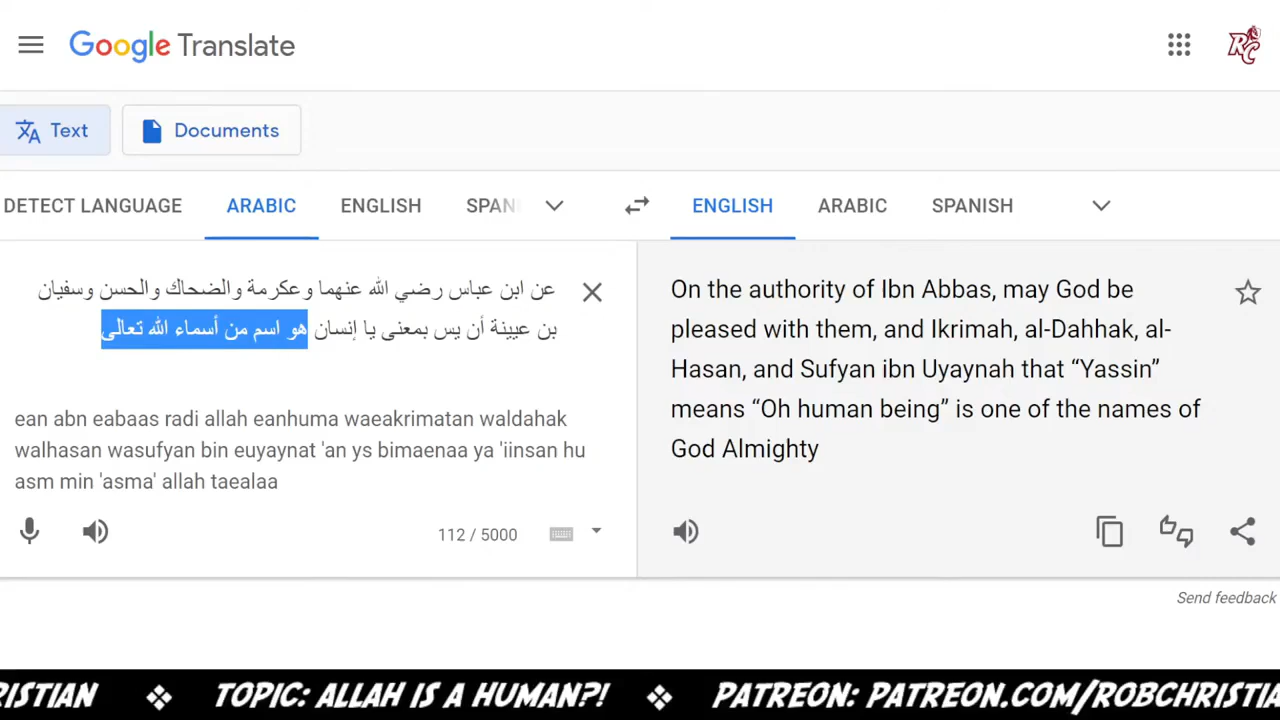 Google Translate
RC
Text
Documents
DETECT LANGUAGE
ARABIC
ENGLISH
SPAN
ENGLISH
ARABIC
SPANISH
عن ابن عباس رضي الله عنهما وعكرمة والضحاك والحسن وسفيان
بن عيينة أن يس بمعنى يا إنسان هو اسم من أسماء الله تعالى
ean abn eabaas radi allah eanhuma waeakrimatan waldahak
walhasan wasufyan bin euyaynat 'an ys bimaenaa ya 'iinsan hu
asm min 'asma' allah taealaa
112 / 5000
On the authority of Ibn Abbas, may God be
pleased with them, and Ikrimah, al-Dahhak, al-
Hasan, and Sufyan ibn Uyaynah that “Yassin”
means “Oh human being” is one of the names of
God Almighty
Send feedback
RISTIAN ❖ TOPIC: ALLAH IS A HUMAN?! ❖ PATREON: PATREON.COM/ROBCHRISTIA